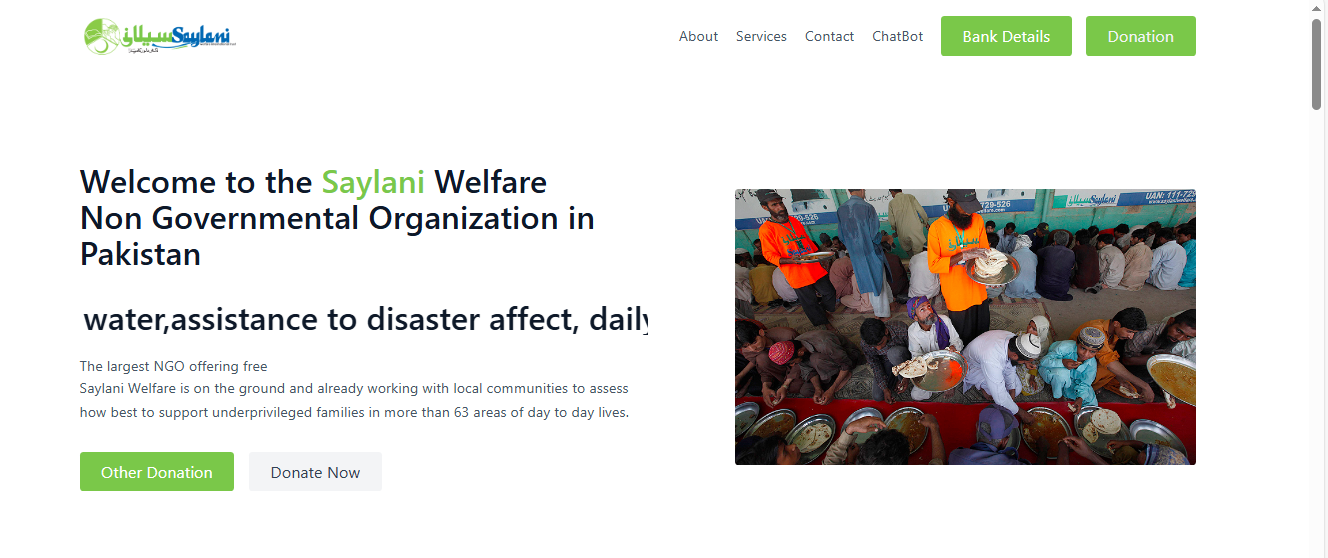 سیلانی Saylani
About Services Contact ChatBot Bank Details Donation
Welcome to the Saylani Welfare
Non Governmental Organization in
Pakistan
water,assistance to disaster affect, daily
The largest NGO offering free
Saylani Welfare is on the ground and already working with local communities to assess
how best to support underprivileged families in more than 63 areas of day to day lives.
Other Donation Donate Now
UAN:
729-526
Saylani
UAN: 111-729
سیلانی